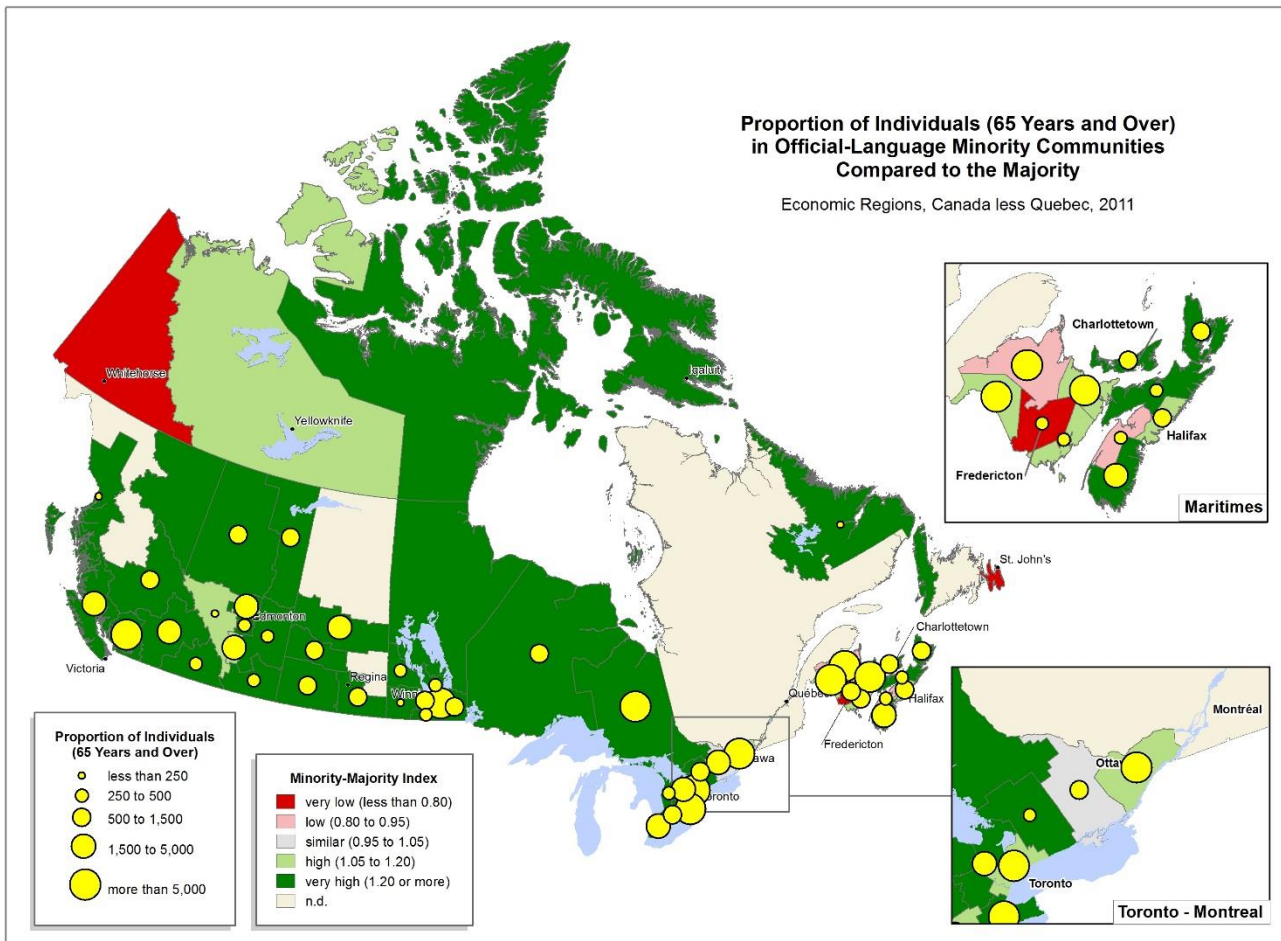 Proportion of Individuals (65 Years and Over)
in Official-Language Minority Communities
Compared to the Majority
Economic Regions, Canada less Quebec, 2011
Whitehorse
Yellowknife
Iqaluit
Edmonton
Victoria
Regina
Winn
Québec
Ottawa
Toronto
Fredericton
Halifax
Charlottetown
St. John's
Charlottetown
Halifax
Fredericton
Maritimes
Montréal
Ottawa
Toronto
Toronto - Montreal
Proportion of Individuals
(65 Years and Over)
less than 250
250 to 500
500 to 1,500
1,500 to 5,000
more than 5,000
Minority-Majority Index
very low (less than 0.80)
low (0.80 to 0.95)
similar (0.95 to 1.05)
high (1.05 to 1.20)
very high (1.20 or more)
n.d.